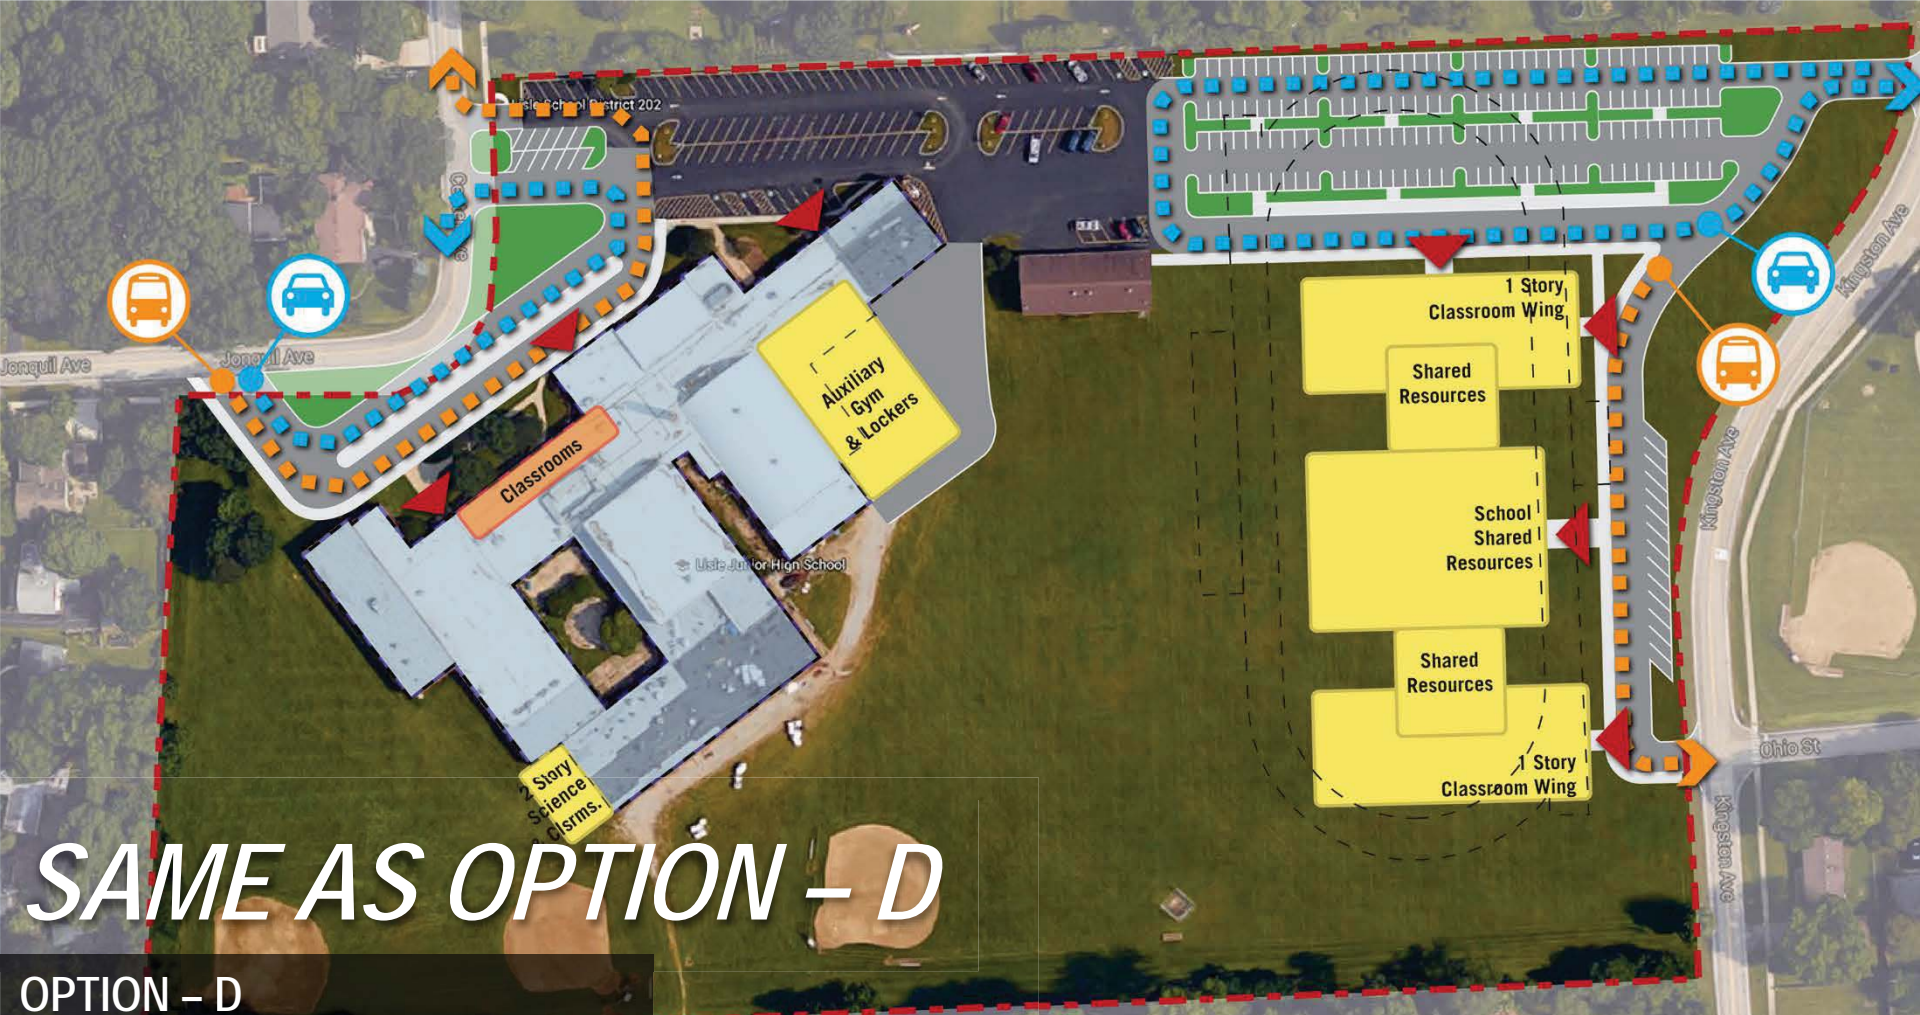 Lisle School District 202
Jonquil Ave
Jonquil Ave
Kingston Ave
1 Story
Classroom Wing
Shared
Resources
Auxiliary
Gym
& Lockers
Classrooms
Kingston Ave
School
Shared
Resources
Lisle Junior High School
Shared
Resources
1 Story
Classroom Wing
Ohio St
2 Story
Science
Clsrms.
Kingston Ave
SAME AS OPTION – D
OPTION – D